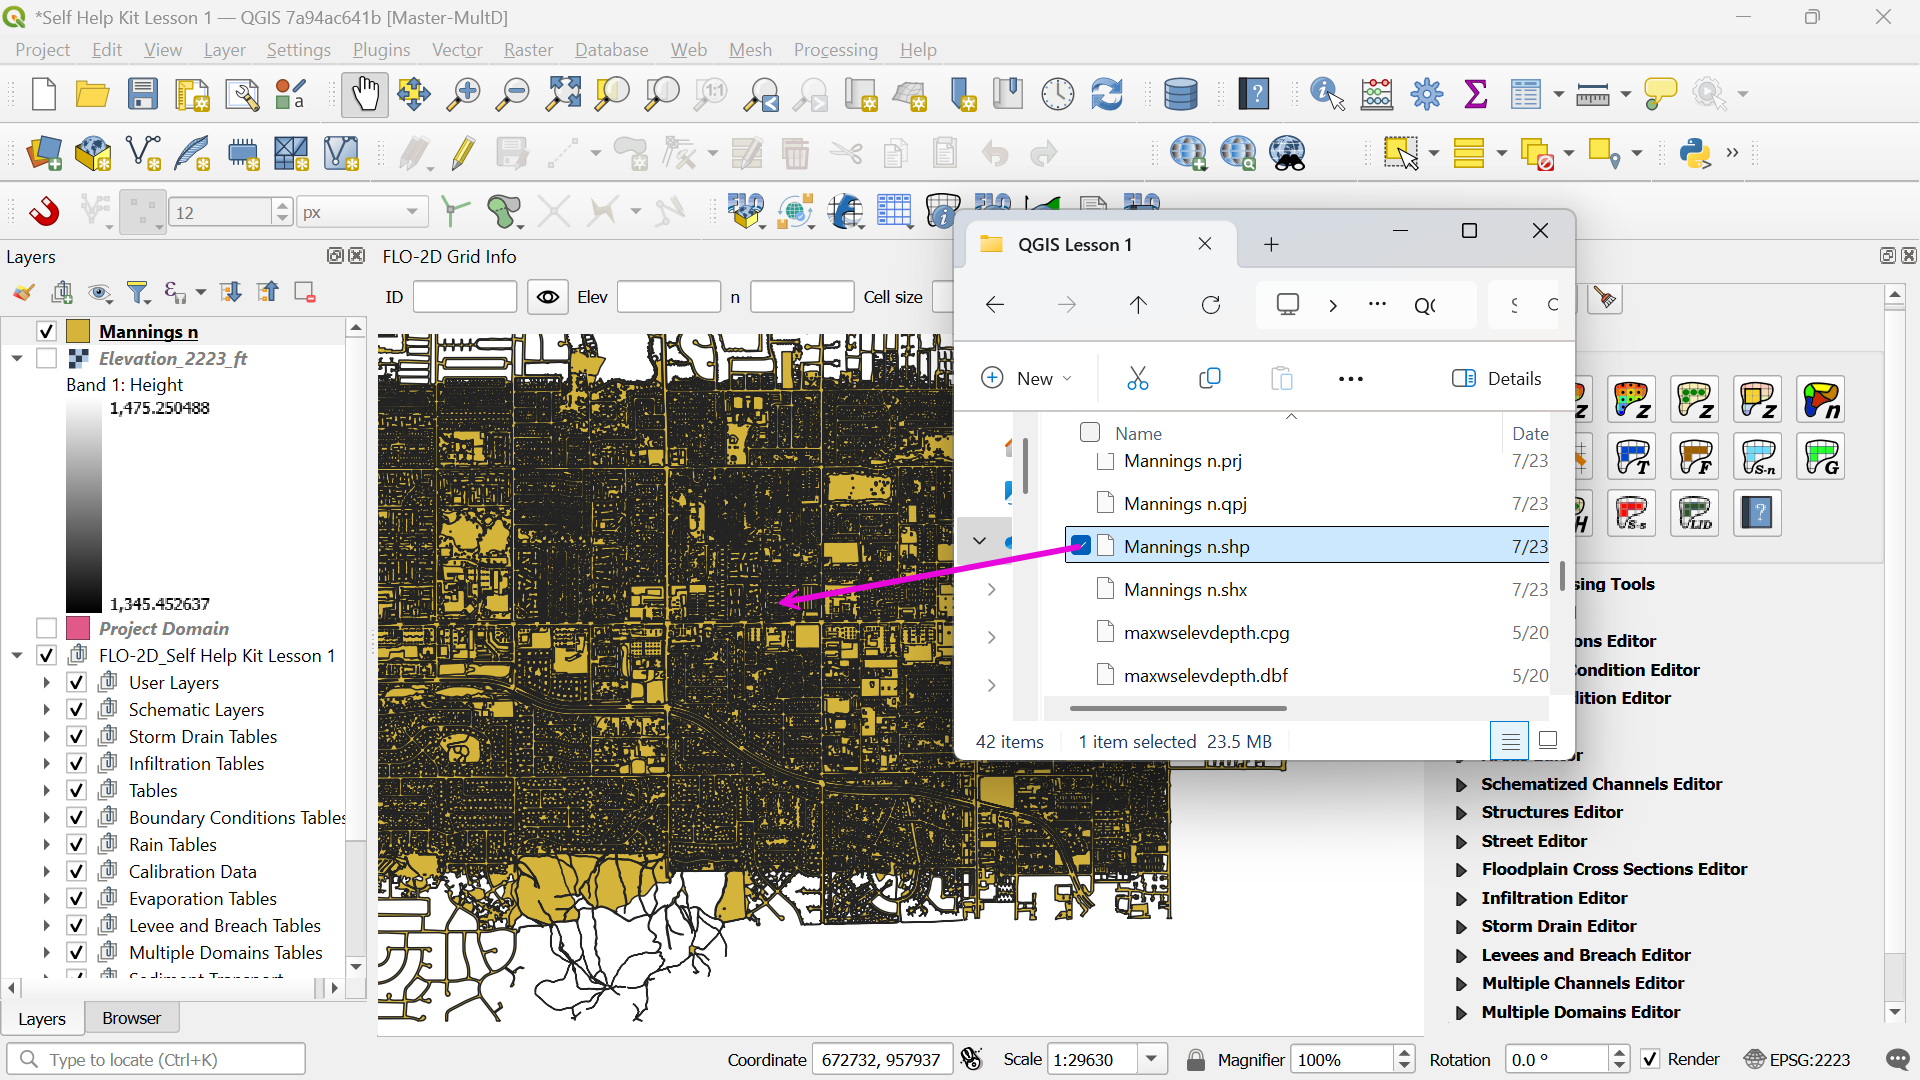 *Self Help Kit Lesson 1 — QGIS 7a94ac641b [Master-MultD]
Project Edit View Layer Settings Plugins Vector Raster Database Web Mesh Processing Help
12 px
Layers
FLO-2D Grid Info
ID Elev n Cell size
Mannings n
Elevation_2223_ft
Band 1: Height
1,475.250488
1,345.452637
Project Domain
FLO-2D_Self Help Kit Lesson 1
User Layers
Schematic Layers
Storm Drain Tables
Infiltration Tables
Tables
Boundary Conditions Tables
Rain Tables
Calibration Data
Evaporation Tables
Levee and Breach Tables
Multiple Domains Tables
Layers Browser
QGIS Lesson 1
New
Details
Name Date
Mannings n.prj 7/23
Mannings n.qpj 7/23
Mannings n.shp 7/23
Mannings n.shx 7/23
maxwselevdepth.cpg 5/20
maxwselevdepth.dbf 5/20
42 items 1 item selected 23.5 MB
sing Tools
ons Editor
ondition Editor
lition Editor
Schematized Channels Editor
Structures Editor
Street Editor
Floodplain Cross Sections Editor
Infiltration Editor
Storm Drain Editor
Levees and Breach Editor
Multiple Channels Editor
Multiple Domains Editor
Type to locate (Ctrl+K)
Coordinate 672732, 957937 Scale 1:29630 Magnifier 100% Rotation 0.0 ° Render EPSG:2223